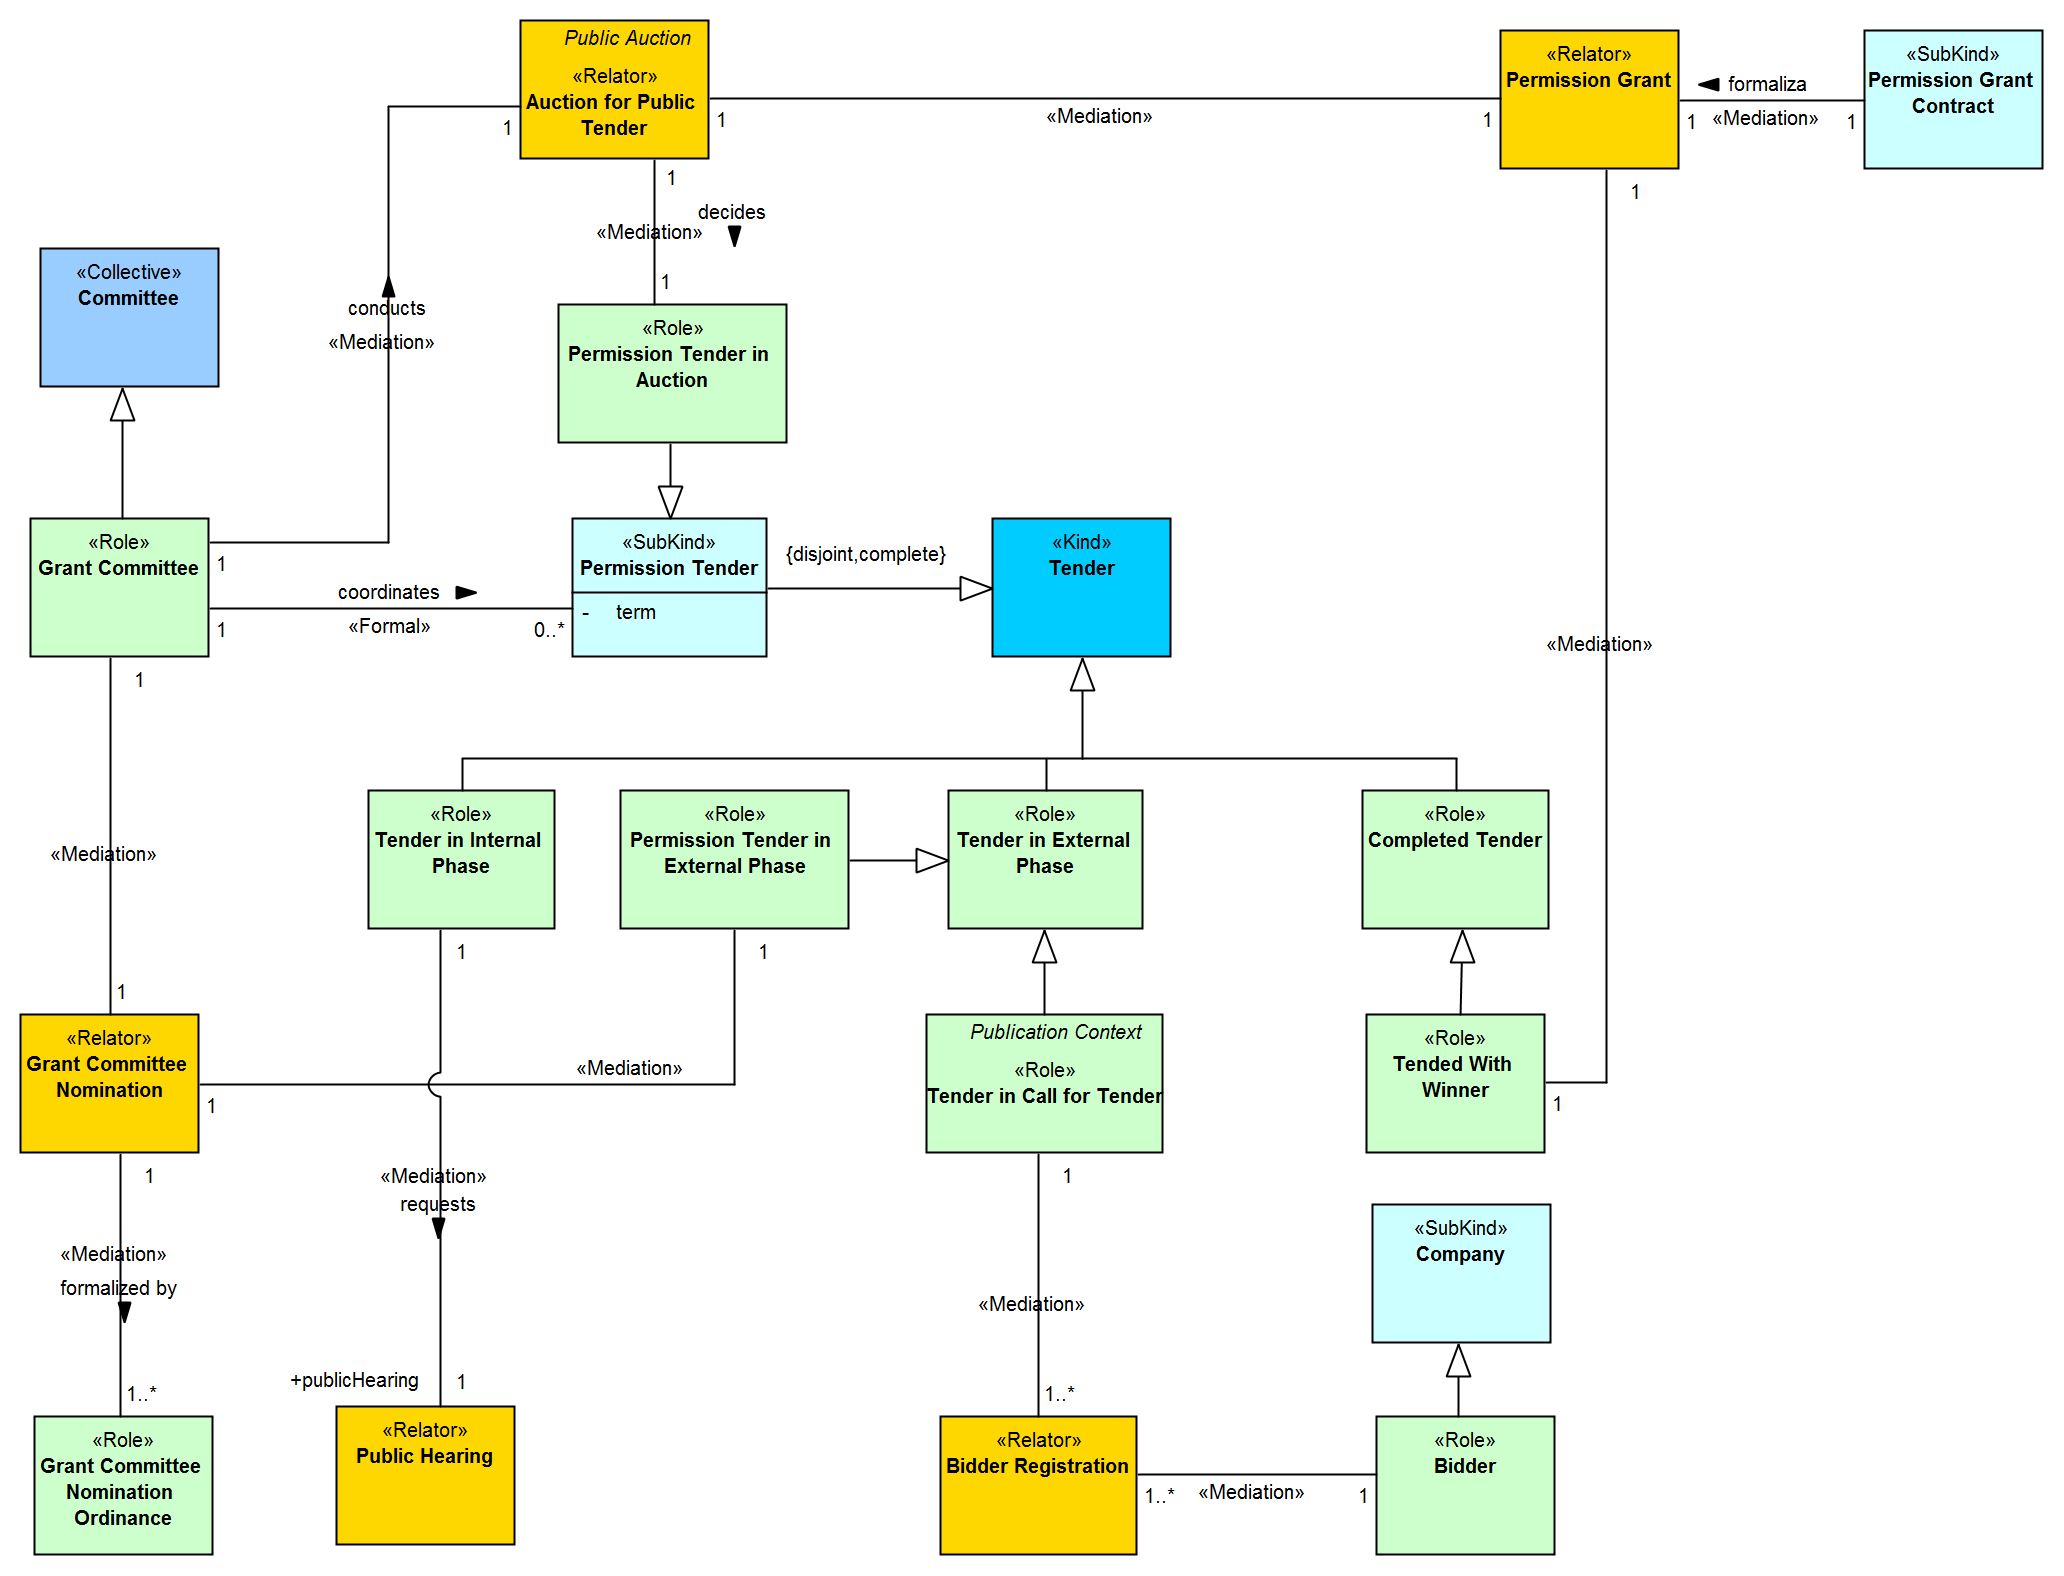 Public Auction
«Relator»
Auction for Public
Tender
1
1
1
«Mediation»
1
«Relator»
Permission Grant
1
formaliza
«Mediation»
1
1
«SubKind»
Permission Grant
Contract
decides
«Mediation»
1
«Collective»
Committee
conducts
«Mediation»
«Role»
Permission Tender in
Auction
«Role»
Grant Committee
1
coordinates
«Formal»
1
0..*
1
«SubKind»
Permission Tender
- term
{disjoint,complete}
«Kind»
Tender
«Mediation»
«Mediation»
«Role»
Tender in Internal
Phase
1
«Role»
Permission Tender in
External Phase
1
«Role»
Tender in External
Phase
«Role»
Completed Tender
1
«Relator»
Grant Committee
Nomination
1
1
«Mediation»
Publication Context
«Role»
Tender in Call for Tender
1
«Role»
Tended With
Winner
1
«Mediation»
requests
«Mediation»
formalized by
1..*
+publicHearing
1
«Mediation»
1..*
«SubKind»
Company
«Role»
Grant Committee
Nomination
Ordinance
«Relator»
Public Hearing
«Relator»
Bidder Registration
1..*
«Mediation»
1
«Role»
Bidder